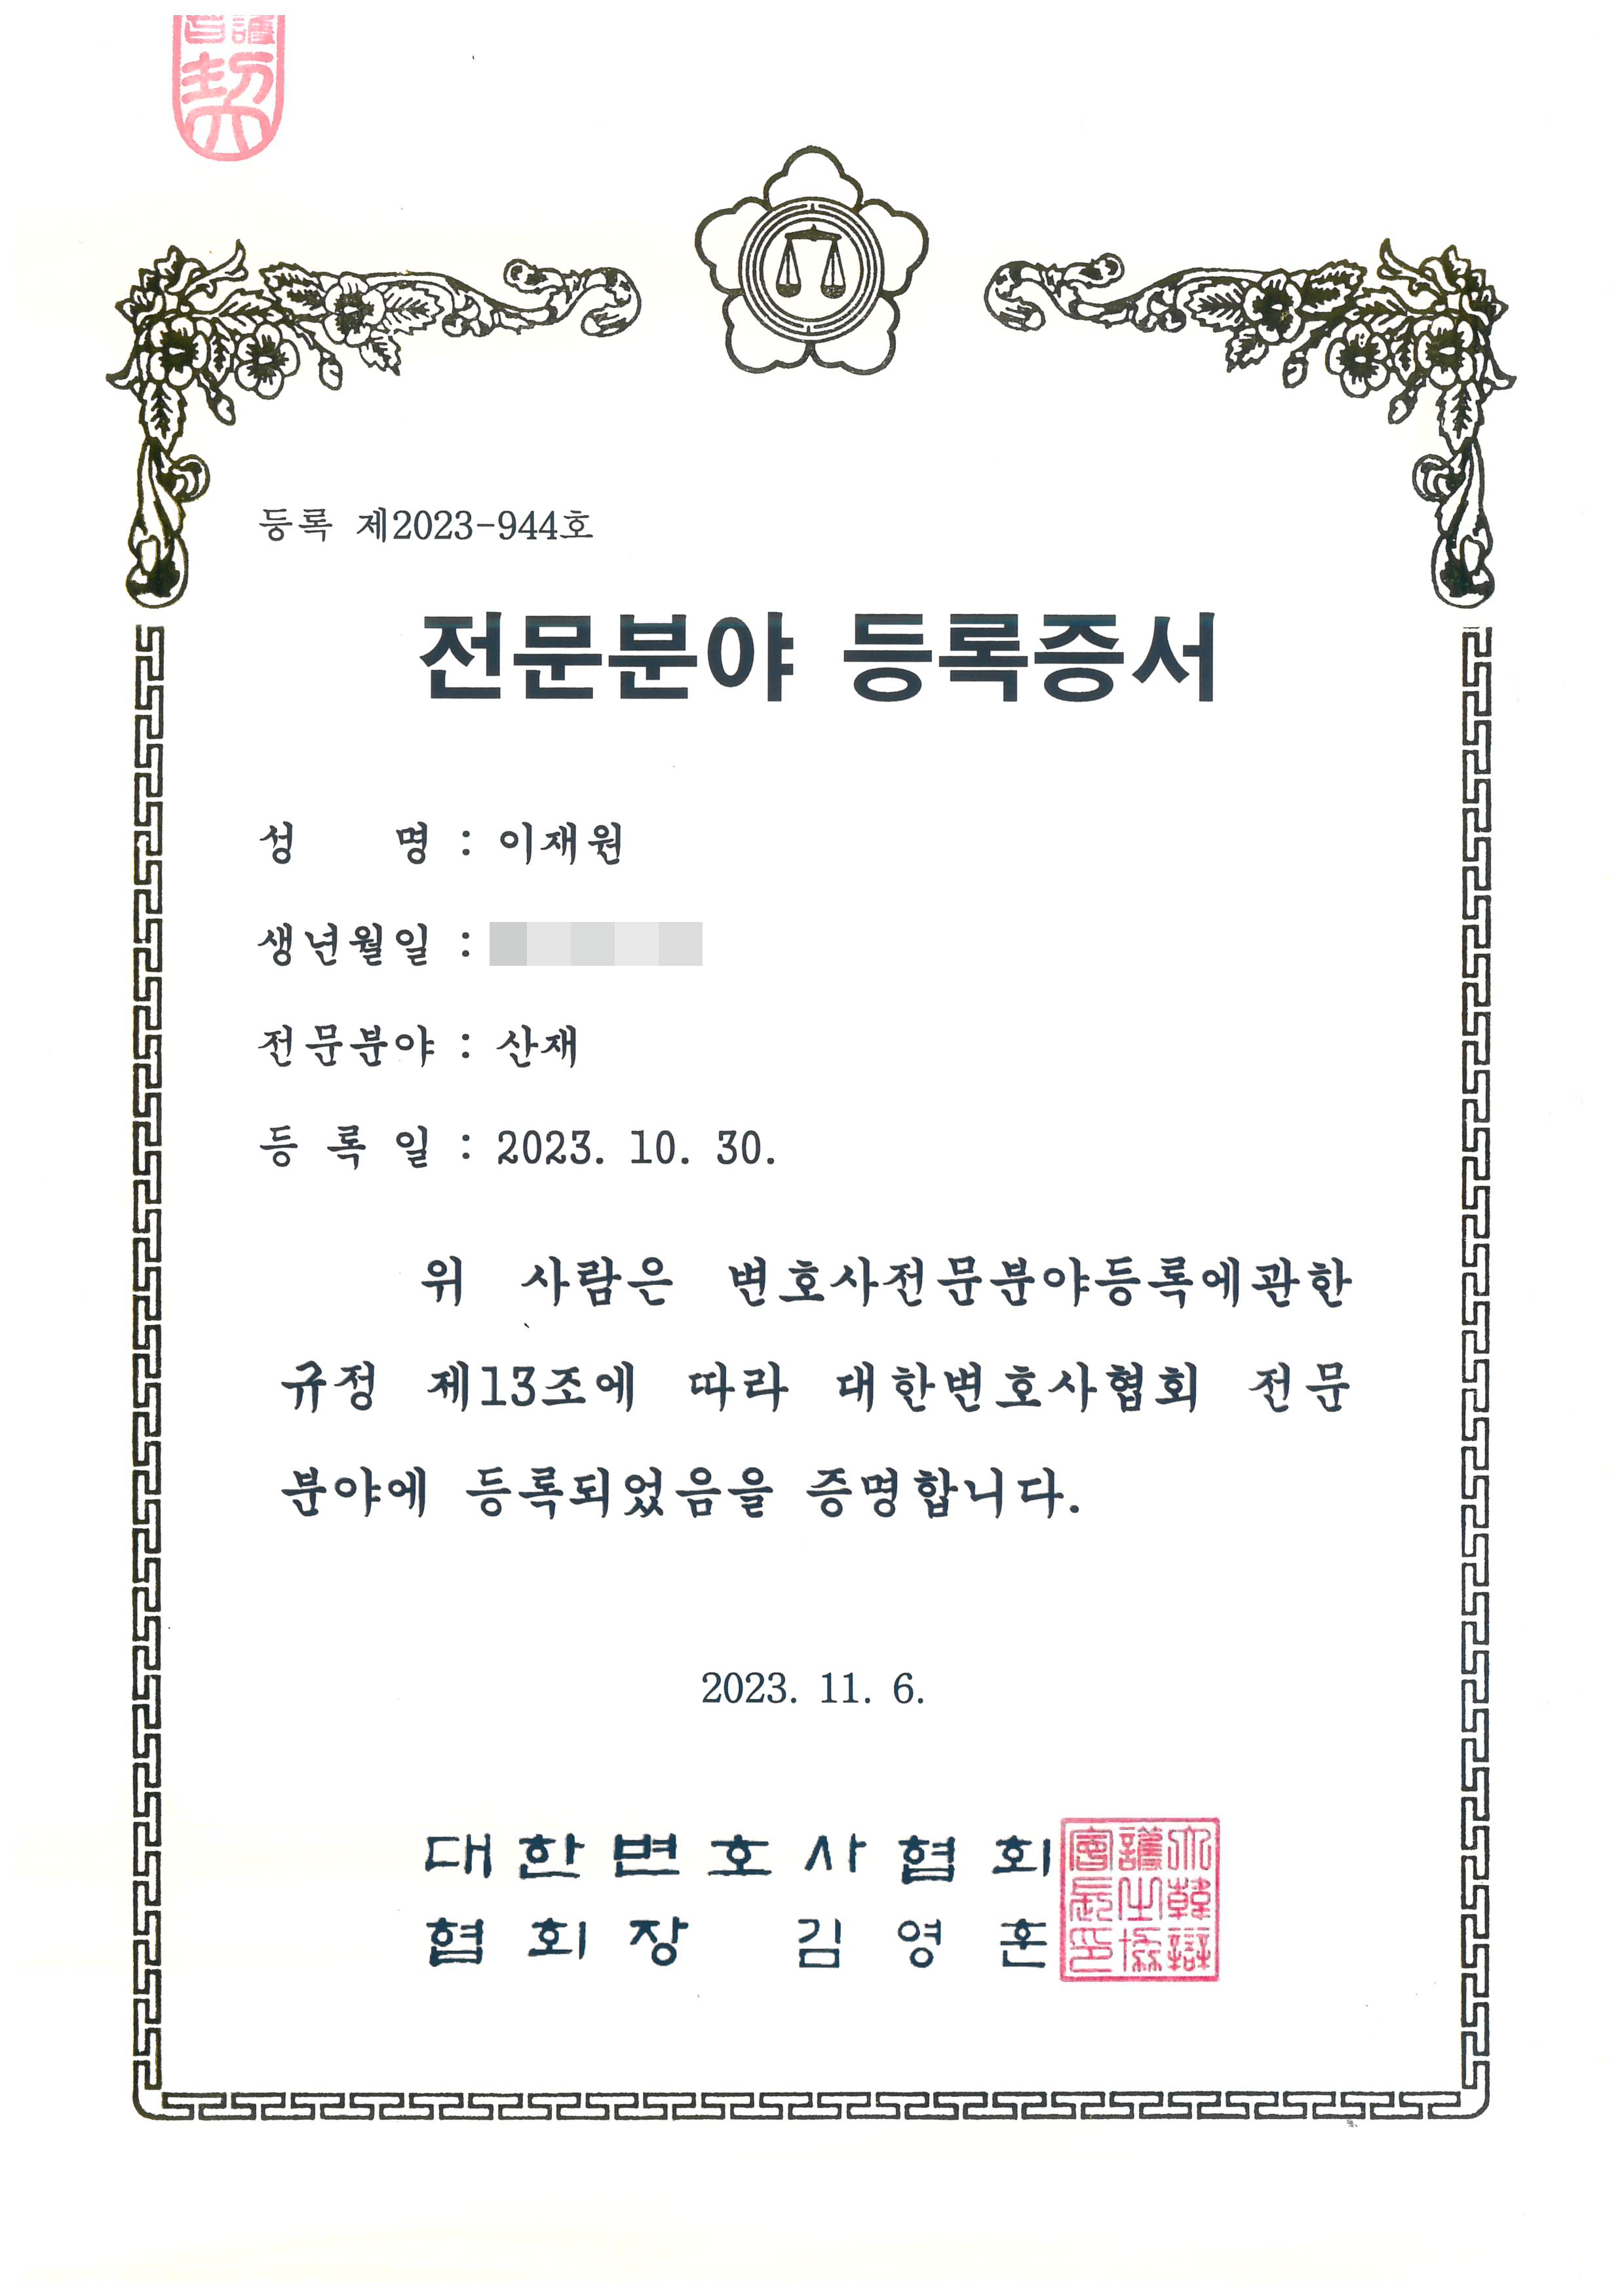 등록 제2023-944호
전문분야 등록증서
성 명 : 이재원
생년월일 :
전문분야 : 산재
등 록 일 : 2023. 10. 30.
위 사람은 변호사전문분야등록에관한
규정 제13조에 따라 대한변호사협회 전문
분야에 등록되었음을 증명합니다.
2023. 11. 6.
대한변호사협회
협회장 김영훈